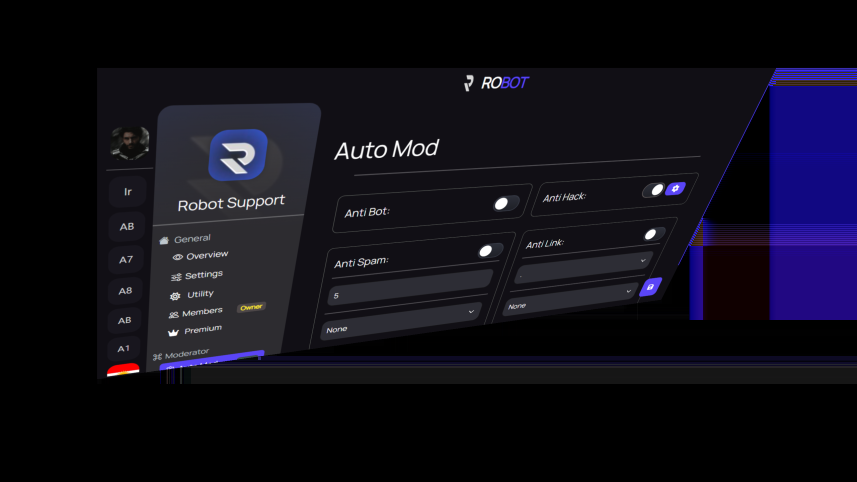 ROBOT
Ir
AB
A7
A8
AB
A1
Robot Support
General
Overview
Settings
Utility
Members Owner
Premium
Moderator
Auto Mod
Anti Bot:
Anti Hack:
Anti Spam:
5
None
Anti Link:
-
None